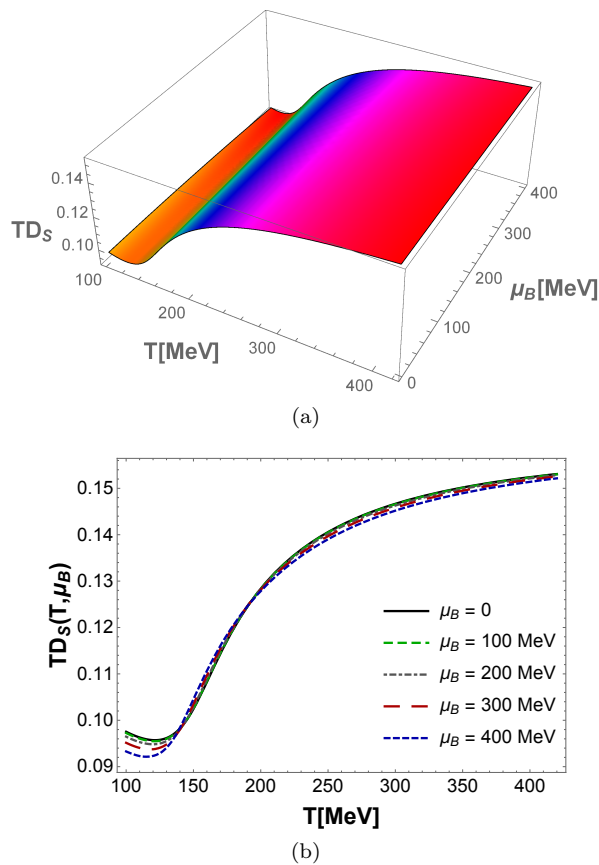 0.14
0.12
TD_S
0.10
100
200
T[MeV]
300
400
400
300
200
μ_B[MeV]
100
0
(a)
0.15
0.14
0.13
0.12
0.11
0.10
0.09
TD_S(T,μ_B)
μ_B = 0
μ_B = 100 MeV
μ_B = 200 MeV
μ_B = 300 MeV
μ_B = 400 MeV
100 150 200 250 300 350 400
T[MeV]
(b)